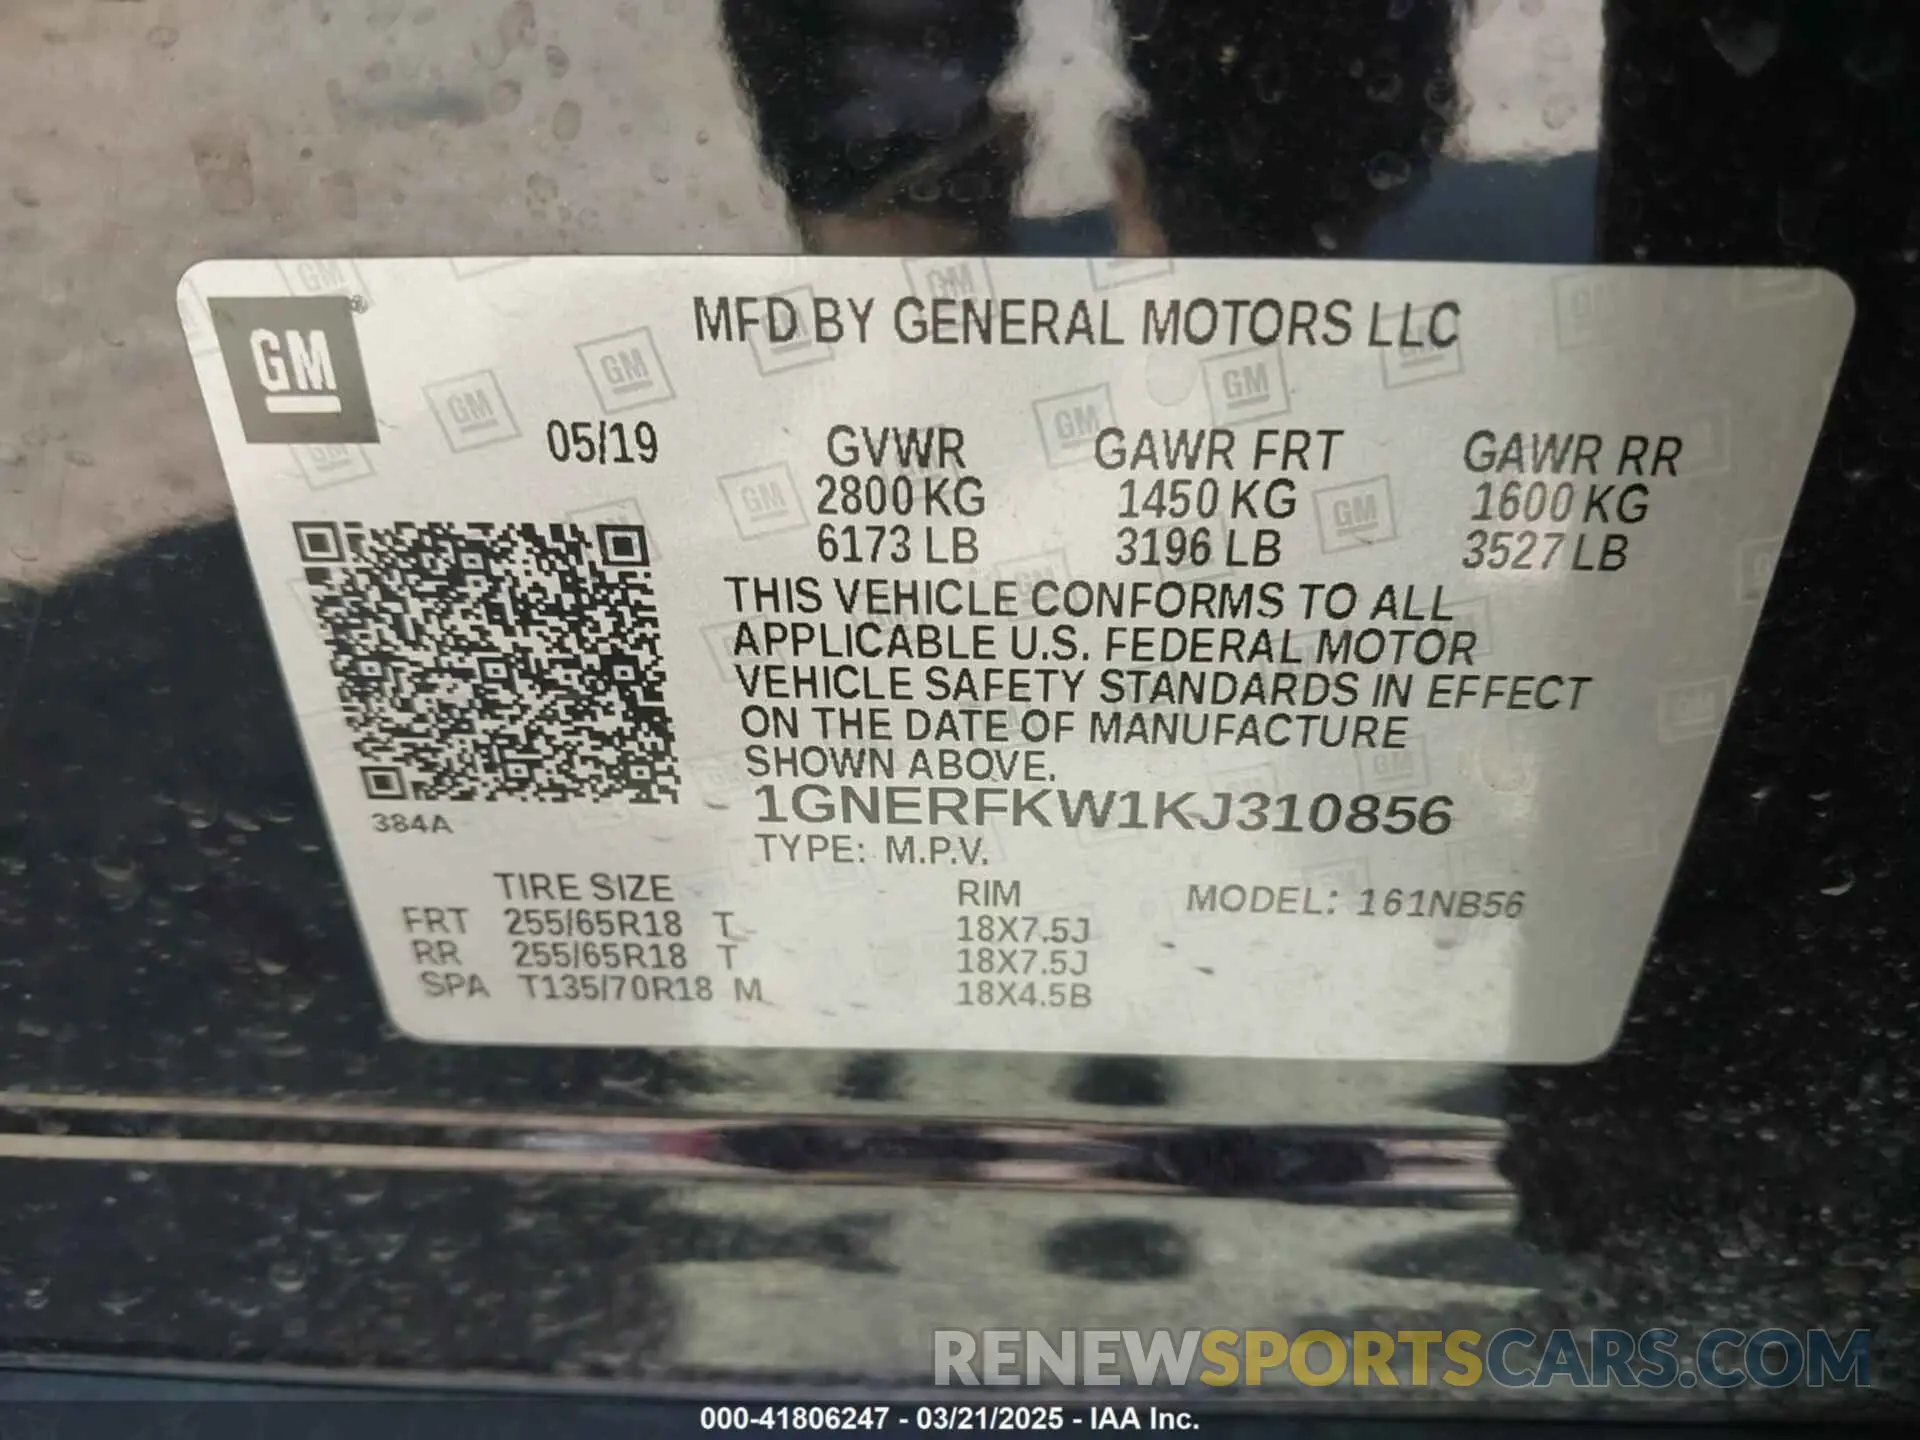 GM®
MFD BY GENERAL MOTORS LLC
05/19 GVWR GAWR FRT GAWR RR
2800 KG 1450 KG 1600 KG
6173 LB 3196 LB 3527 LB
THIS VEHICLE CONFORMS TO ALL
APPLICABLE U.S. FEDERAL MOTOR
VEHICLE SAFETY STANDARDS IN EFFECT
ON THE DATE OF MANUFACTURE
SHOWN ABOVE.
1GNERFKW1KJ310856
384A
TYPE: M.P.V.
TIRE SIZE RIM MODEL: 161NB56
FRT 255/65R18 T 18X7.5J
RR 255/65R18 T 18X7.5J
SPA T135/70R18 M 18X4.5B
RENEWSPORTSCARS.COM
000-41806247 - 03/21/2025 - IAA Inc.